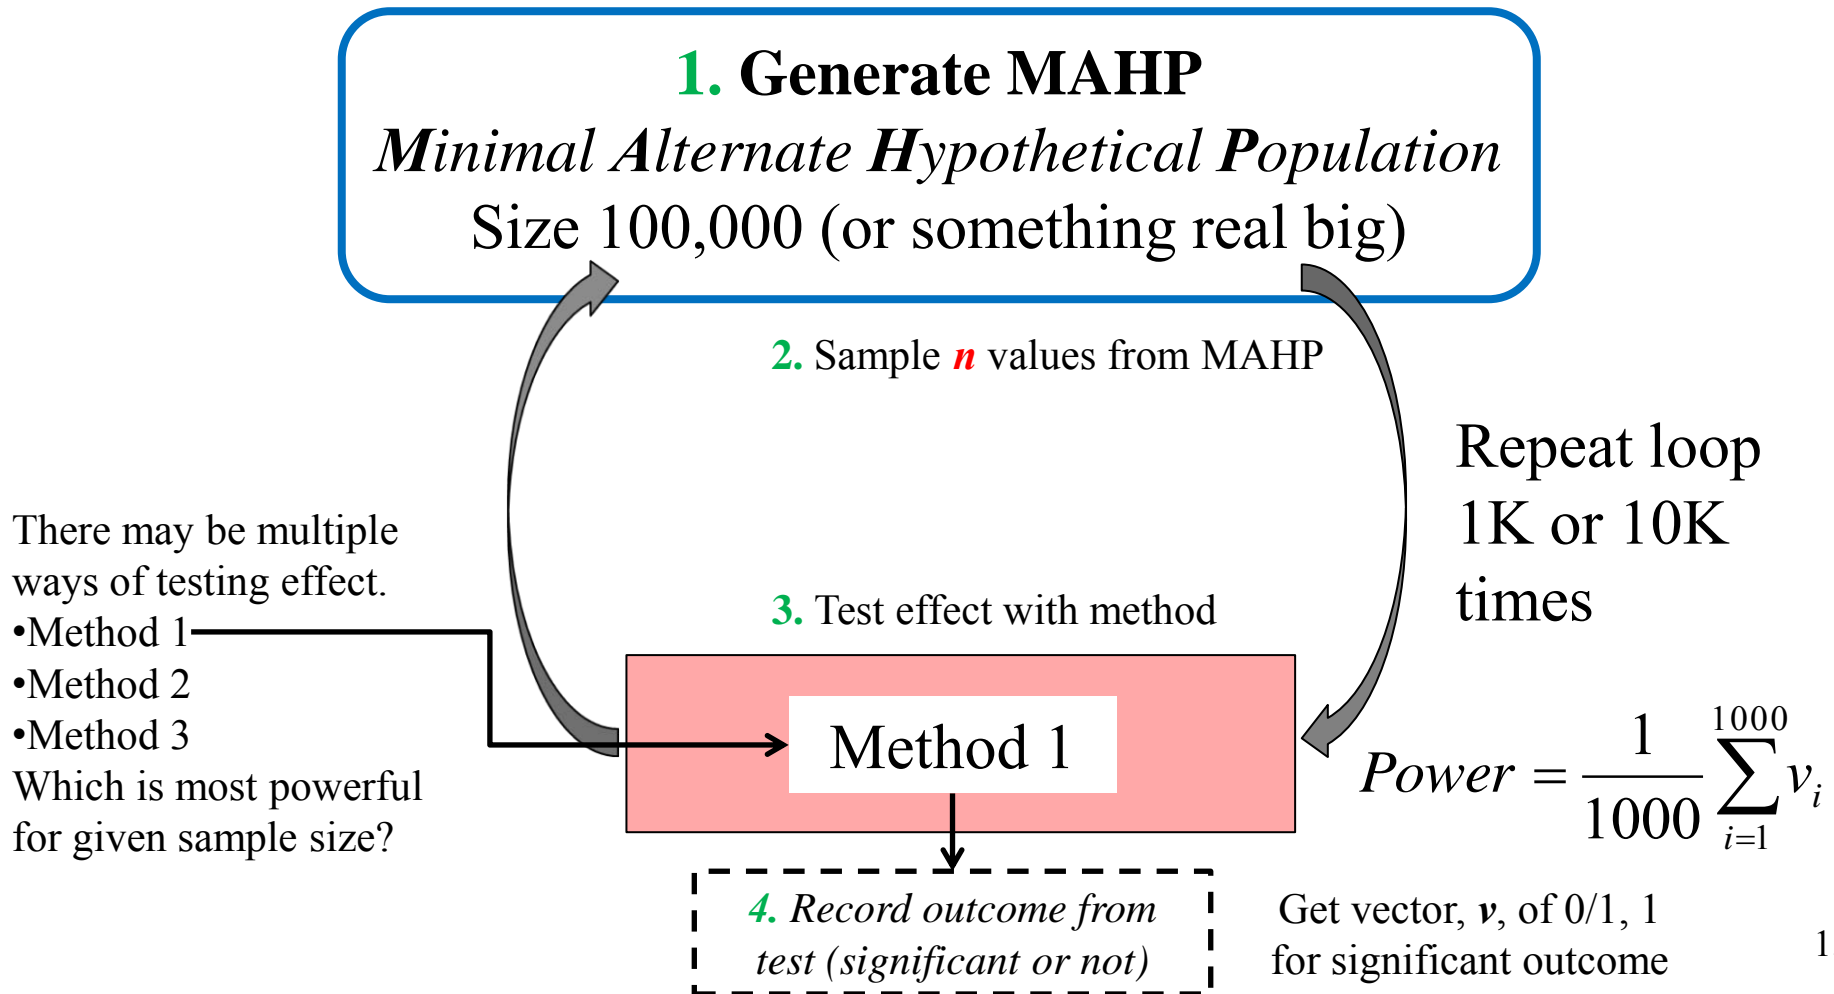 1. Generate MAHP
Minimal Alternate Hypothetical Population
Size 100,000 (or something real big)
2. Sample n values from MAHP
Repeat loop
1K or 10K
times
There may be multiple
ways of testing effect.
•Method 1
•Method 2
•Method 3
Which is most powerful
for given sample size?
3. Test effect with method
Method 1
Power = 1/1000 ∑_{i=1}^{1000} v_i
4. Record outcome from
test (significant or not)
Get vector, v, of 0/1, 1
for significant outcome
1